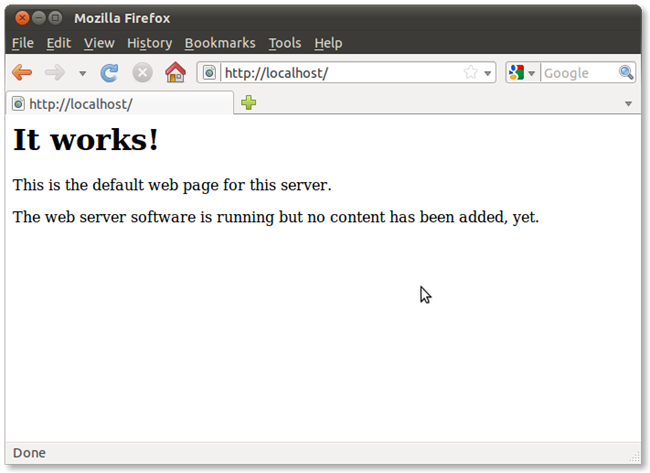 Mozilla Firefox
File Edit View History Bookmarks Tools Help
http://localhost/ Google
http://localhost/
It works!
This is the default web page for this server.
The web server software is running but no content has been added, yet.
Done